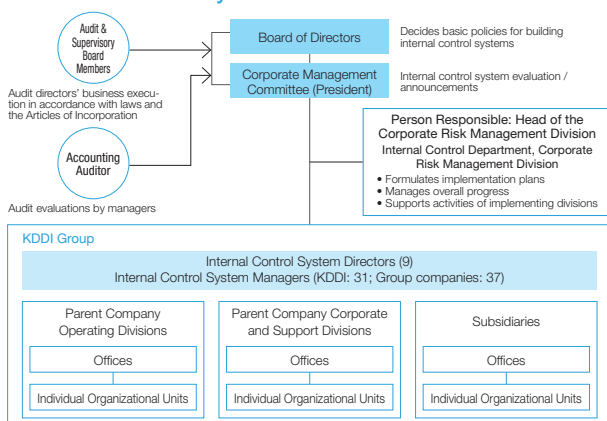 Audit &
Supervisory
Board
Members
Audit directors' business execu-
tion in accordance with laws and
the Articles of Incorporation
Accounting
Auditor
Audit evaluations by managers
Board of Directors
Decides basic policies for building
internal control systems
Corporate Management
Committee (President)
Internal control system evaluation /
announcements
Person Responsible: Head of the
Corporate Risk Management Division
Internal Control Department, Corporate
Risk Management Division
• Formulates implementation plans
• Manages overall progress
• Supports activities of implementing divisions
KDDI Group
Internal Control System Directors (9)
Internal Control System Managers (KDDI: 31; Group companies: 37)
Parent Company
Operating Divisions
Offices
Individual Organizational Units
Parent Company Corporate
and Support Divisions
Offices
Individual Organizational Units
Subsidiaries
Offices
Individual Organizational Units